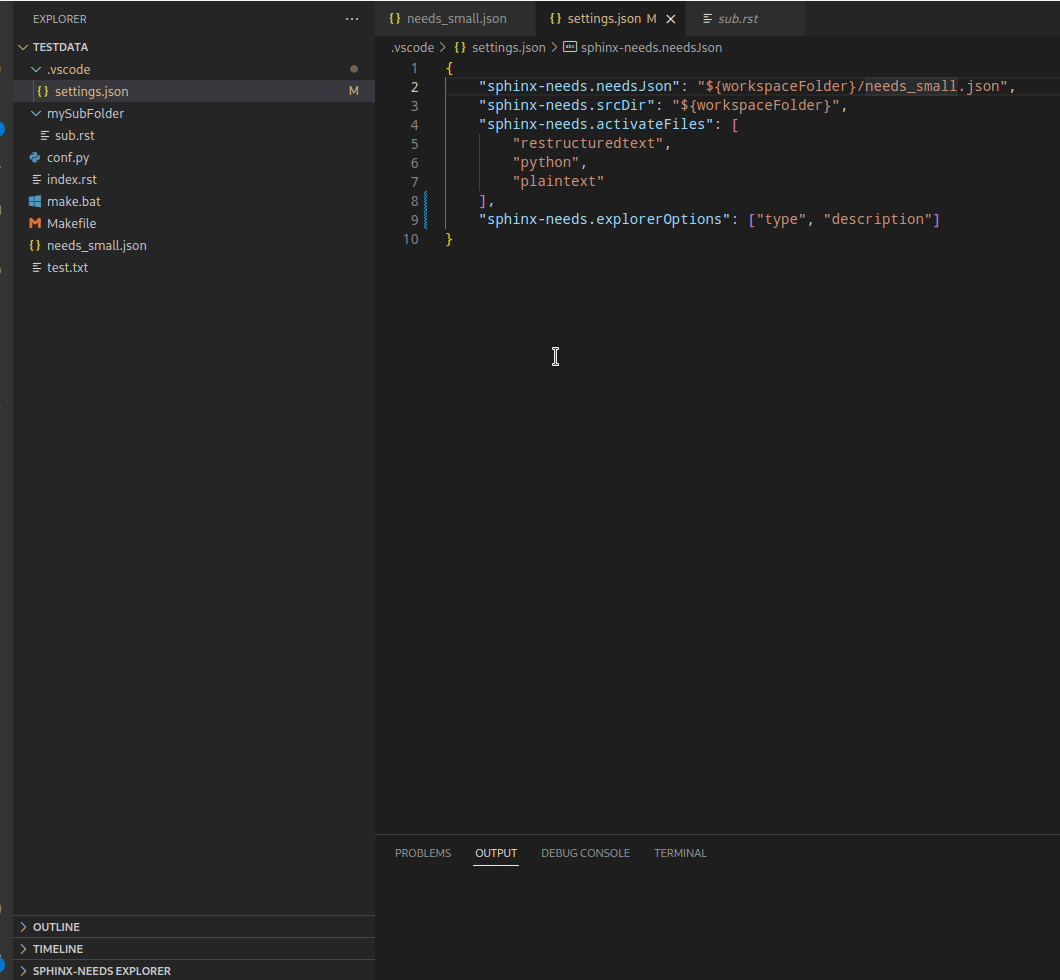 EXPLORER
TESTDATA
.vscode
settings.json M
mySubFolder
sub.rst
conf.py
index.rst
make.bat
Makefile
needs_small.json
test.txt
OUTLINE
TIMELINE
SPHINX-NEEDS EXPLORER
needs_small.json settings.json M sub.rst
.vscode > settings.json > sphinx-needs.needsJson
1 {
2 "sphinx-needs.needsJson": "${workspaceFolder}/needs_small.json",
3 "sphinx-needs.srcDir": "${workspaceFolder}",
4 "sphinx-needs.activateFiles": [
5 "restructuredtext",
6 "python",
7 "plaintext"
8 ],
9 "sphinx-needs.explorerOptions": ["type", "description"]
10 }
PROBLEMS OUTPUT DEBUG CONSOLE TERMINAL